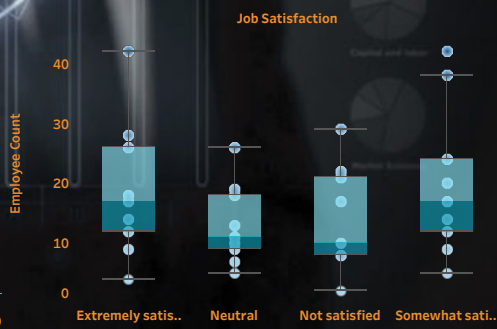 Job Satisfaction
Employee Count
40
30
20
10
0
Extremely satis..
Neutral
Not satisfied
Somewhat sati..